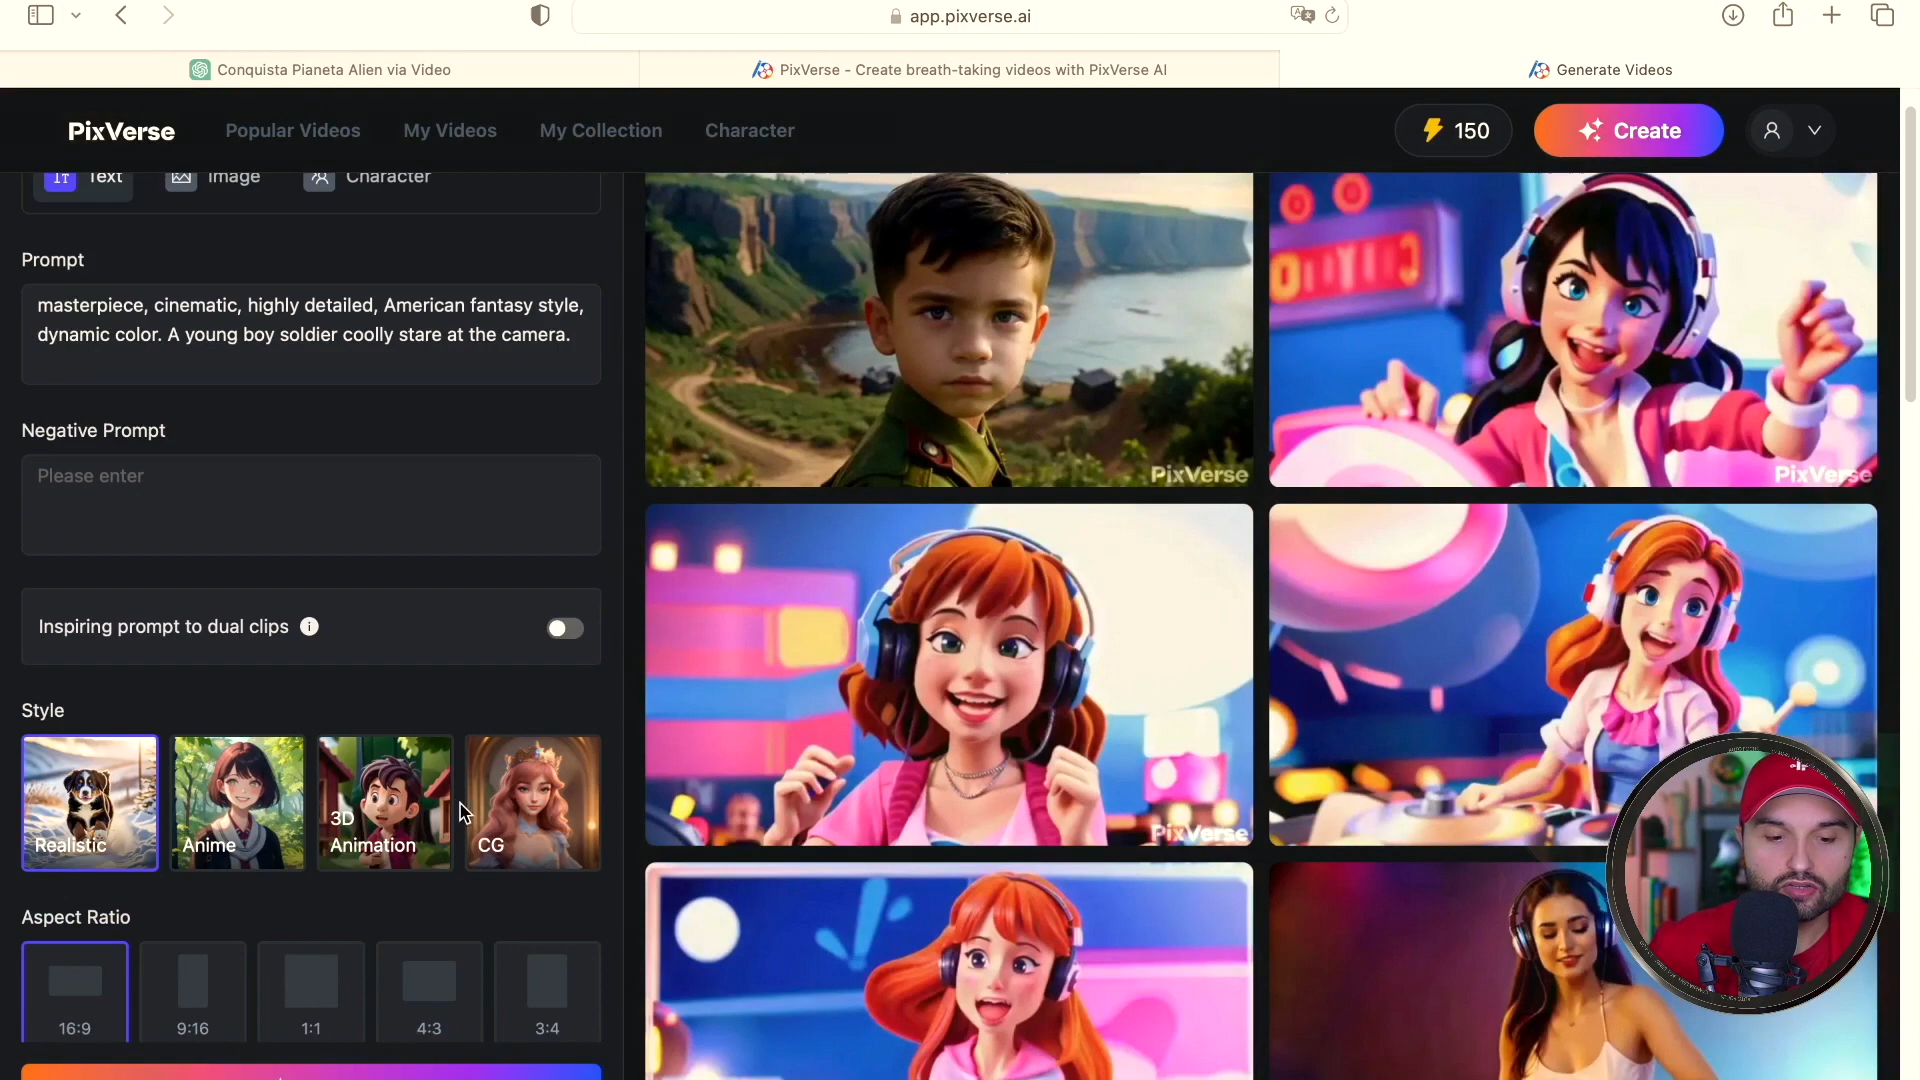 app.pixverse.ai
Conquista Pianeta Alien via Video
PixVerse - Create breath-taking videos with PixVerse AI
Generate Videos
PixVerse
Popular Videos
My Videos
My Collection
Character
150
Create
Text
Image
Character
Prompt
masterpiece, cinematic, highly detailed, American fantasy style,
dynamic color. A young boy soldier coolly stare at the camera.
Negative Prompt
Please enter
Inspiring prompt to dual clips
Style
Realistic
Anime
3D
Animation
CG
Aspect Ratio
16:9
9:16
1:1
4:3
3:4
PixVerse
PixVerse
PixVerse